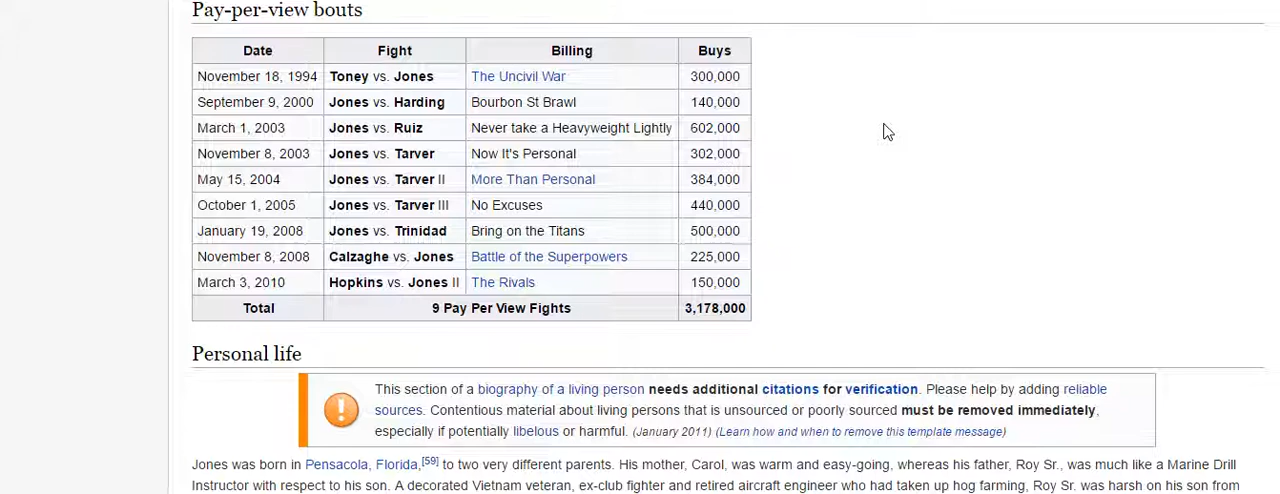 Pay-per-view bouts
Date Fight Billing Buys
November 18, 1994 Toney vs. Jones The Uncivil War 300,000
September 9, 2000 Jones vs. Harding Bourbon St Brawl 140,000
March 1, 2003 Jones vs. Ruiz Never take a Heavyweight Lightly 602,000
November 8, 2003 Jones vs. Tarver Now It's Personal 302,000
May 15, 2004 Jones vs. Tarver II More Than Personal 384,000
October 1, 2005 Jones vs. Tarver III No Excuses 440,000
January 19, 2008 Jones vs. Trinidad Bring on the Titans 500,000
November 8, 2008 Calzaghe vs. Jones Battle of the Superpowers 225,000
March 3, 2010 Hopkins vs. Jones II The Rivals 150,000
Total 9 Pay Per View Fights 3,178,000
Personal life
This section of a biography of a living person needs additional citations for verification. Please help by adding reliable
sources. Contentious material about living persons that is unsourced or poorly sourced must be removed immediately,
especially if potentially libelous or harmful. (January 2011) (Learn how and when to remove this template message)
Jones was born in Pensacola, Florida,[59] to two very different parents. His mother, Carol, was warm and easy-going, whereas his father, Roy Sr., was much like a Marine Drill
Instructor with respect to his son. A decorated Vietnam veteran, ex-club fighter and retired aircraft engineer who had taken up hog farming, Roy Sr. was harsh on his son from